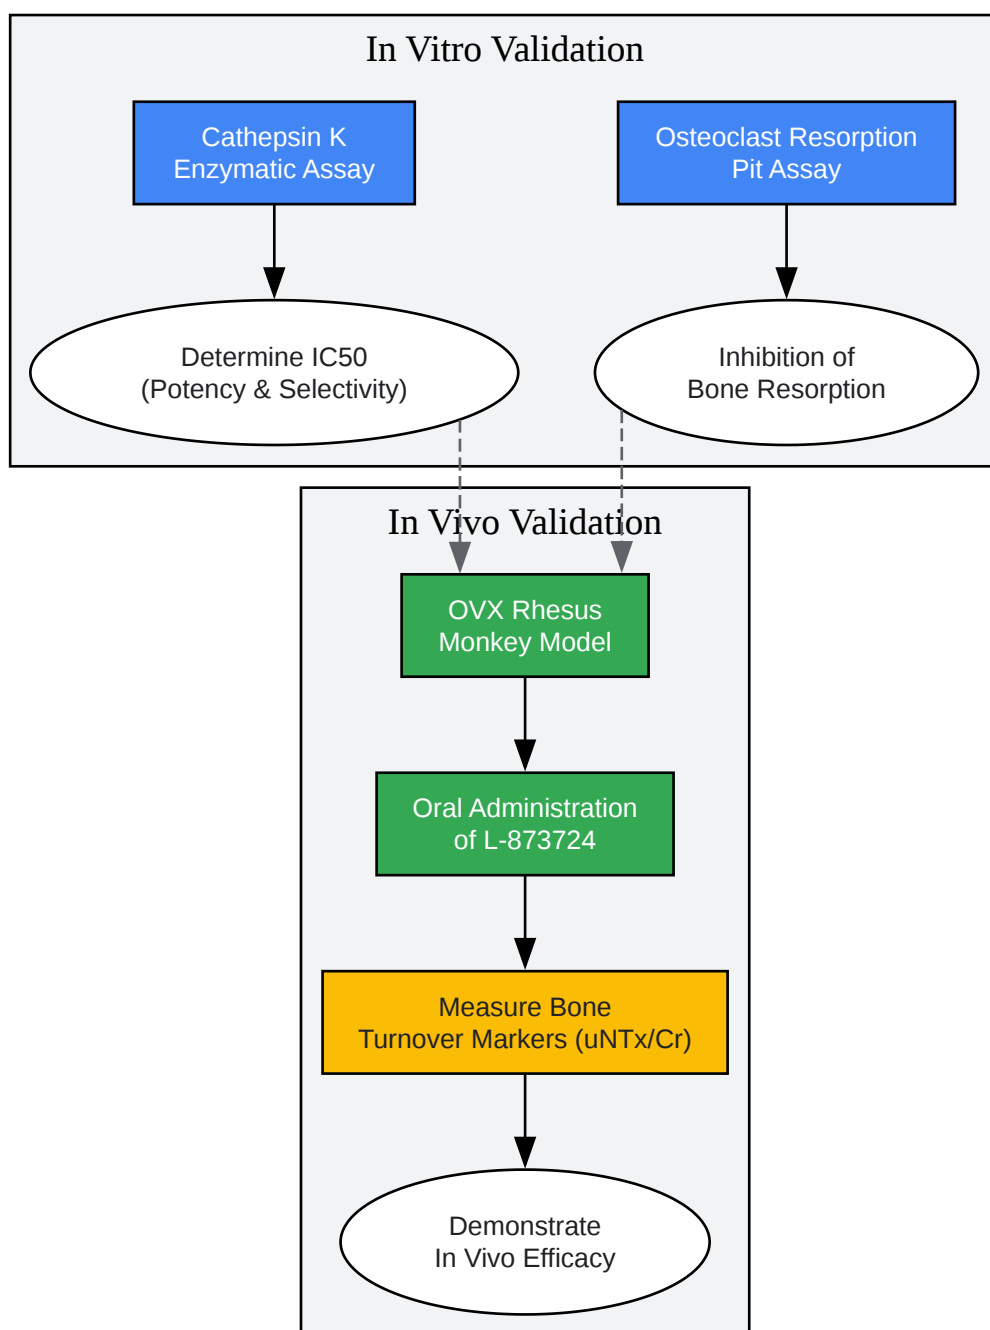 In Vitro Validation
Cathepsin K
Enzymatic Assay
Osteoclast Resorption
Pit Assay
Determine IC50
(Potency & Selectivity)
Inhibition of
Bone Resorption
In Vivo Validation
OVX Rhesus
Monkey Model
Oral Administration
of L-873724
Measure Bone
Turnover Markers (uNTx/Cr)
Demonstrate
In Vivo Efficacy